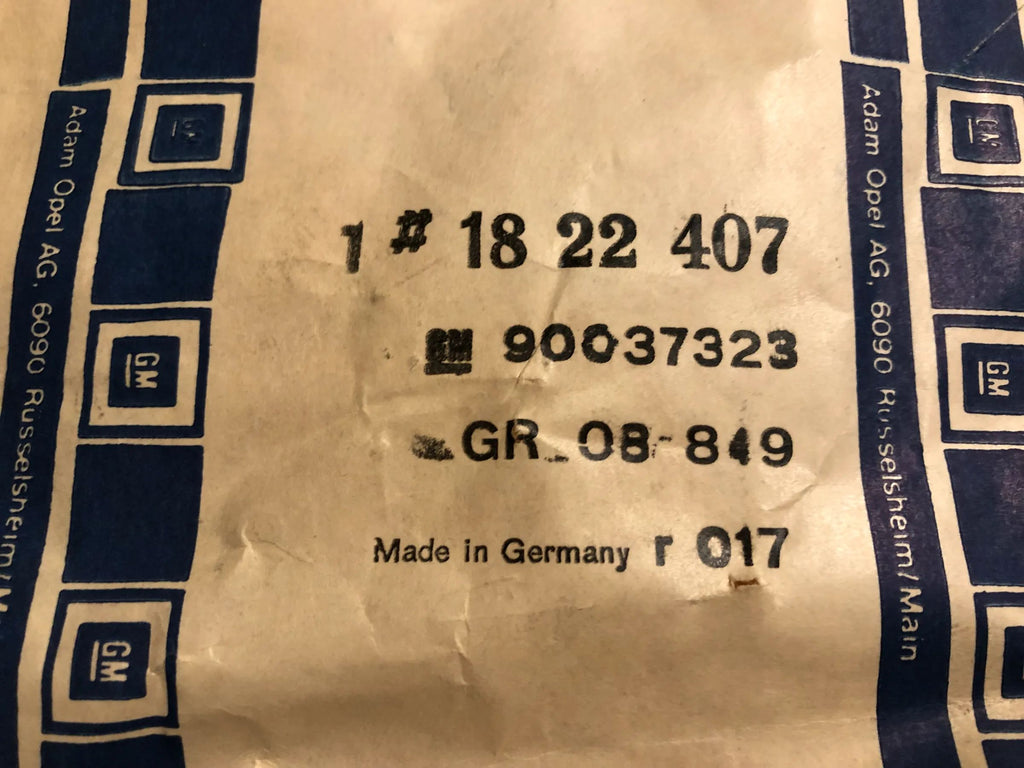 Adam Opel AG, 6090 Russelsheim/M
1 # 18 22 407
GM 90037323
GR 08-849
Made in Germany r 017
Adam Opel AG, 6090 Russelsheim/Main
GM
GM
GM
GM
GM